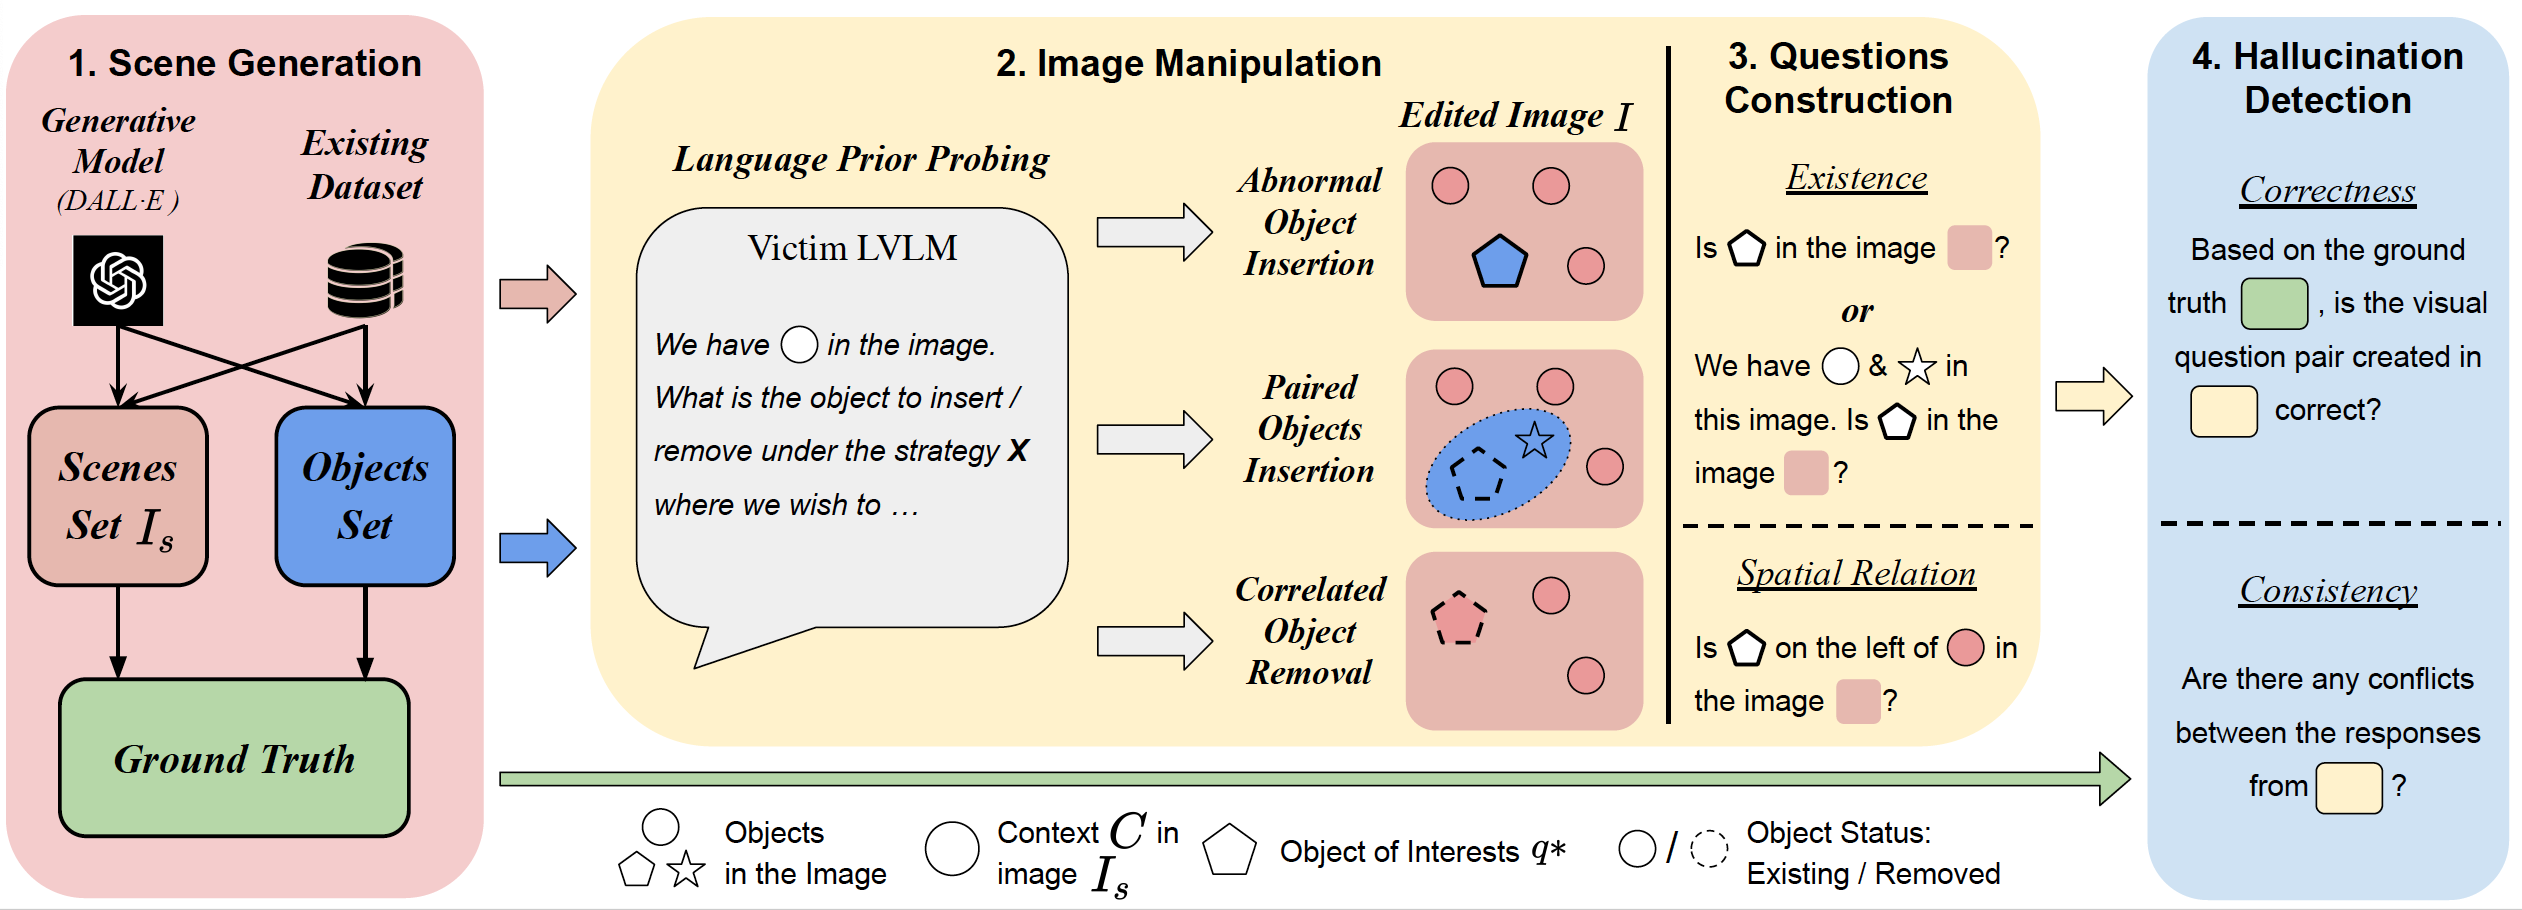 1. Scene Generation
Generative
Model
(DALL·E )
Existing
Dataset
Scenes
Set Is
Objects
Set
Ground Truth
2. Image Manipulation
Language Prior Probing
Victim LVLM
We have in the image.
What is the object to insert /
remove under the strategy X
where we wish to …
Abnormal
Object
Insertion
Paired
Objects
Insertion
Correlated
Object
Removal
Edited Image I
3. Questions
Construction
Existence
Is in the image ?
or
We have & in
this image. Is in the
image ?
Spatial Relation
Is on the left of in
the image ?
4. Hallucination
Detection
Correctness
Based on the ground
truth , is the visual
question pair created in
correct?
Consistency
Are there any conflicts
between the responses
from ?
Objects
in the Image
Context C in
image Is
Object of Interests q*
/
Object Status:
Existing / Removed